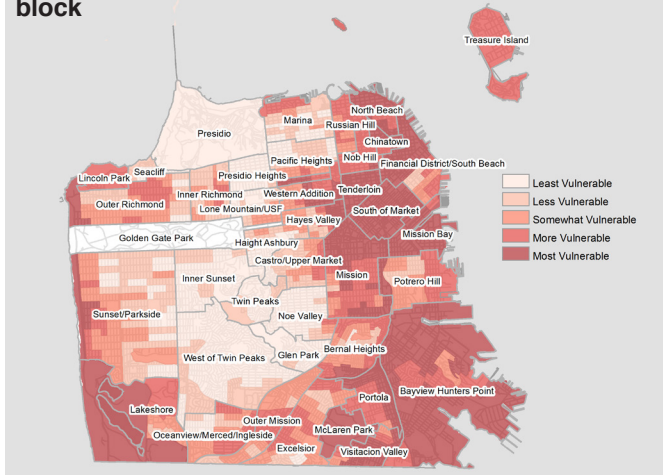 block
Treasure Island
North Beach
Marina
Russian Hill
Presidio
Chinatown
Pacific Heights
Nob Hill
Financial District/South Beach
Seacliff
Lincoln Park
Presidio Heights
Inner Richmond
Western Addition
Tenderloin
Outer Richmond
Lone Mountain/USF
South of Market
Hayes Valley
Mission Bay
Golden Gate Park
Haight Ashbury
Castro/Upper Market
Inner Sunset
Mission
Potrero Hill
Twin Peaks
Sunset/Parkside
Noe Valley
Bernal Heights
West of Twin Peaks
Glen Park
Bayview Hunters Point
Portola
Lakeshore
Outer Mission
McLaren Park
Oceanview/Merced/Ingleside
Excelsior
Visitacion Valley
Least Vulnerable
Less Vulnerable
Somewhat Vulnerable
More Vulnerable
Most Vulnerable